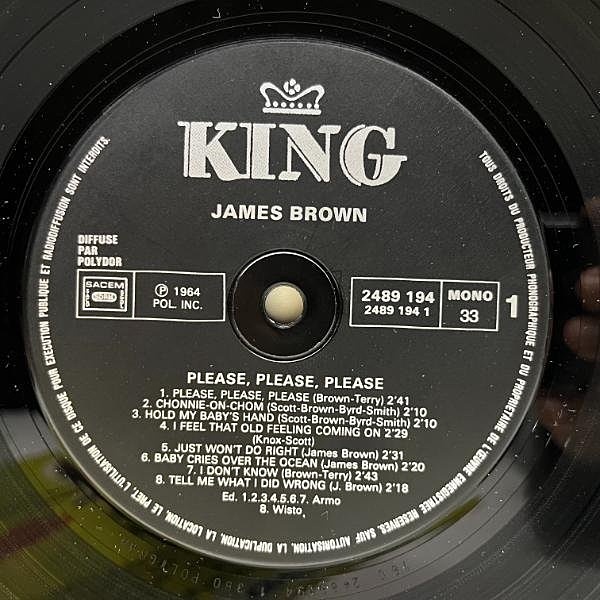 KING
JAMES BROWN
DIFFUSE
PAR
POLYDOR
SACEM
℗ 1964
POL. INC.
2489 194
2489 194 1
MONO
33
1
PLEASE, PLEASE, PLEASE
1. PLEASE, PLEASE, PLEASE (Brown-Terry) 2'41
2. CHONNIE-ON-CHOM (Scott-Brown-Byrd-Smith) 2'10
3. HOLD MY BABY'S HAND (Scott-Brown-Byrd-Smith) 2'10
4. I FEEL THAT OLD FEELING COMING ON 2'29
(Knox-Scott)
5. JUST WON'T DO RIGHT (James Brown) 2'31
6. BABY CRIES OVER THE OCEAN (James Brown) 2'20
7. I DON'T KNOW (Brown-Terry) 2'43
8. TELL ME WHAT I DID WRONG (J. Brown) 2'18
Ed. 1.2.3.4.5.6.7. Armo
8. Wisto
TOUS DROITS DU PRODUCTEUR PHONOGRAPHIQUE ET DU PROPRIETAIRE DE L'ŒUVRE ENREGISTREE RESERVES. SAUF AUTORISATION, LA DUPLICATION, LA LOCATION, LE PRET, L'UTILISATION DE CE DISQUE POUR EXECUTION PUBLIQUE ET RADIODIFFUSION SONT INTERDITS.